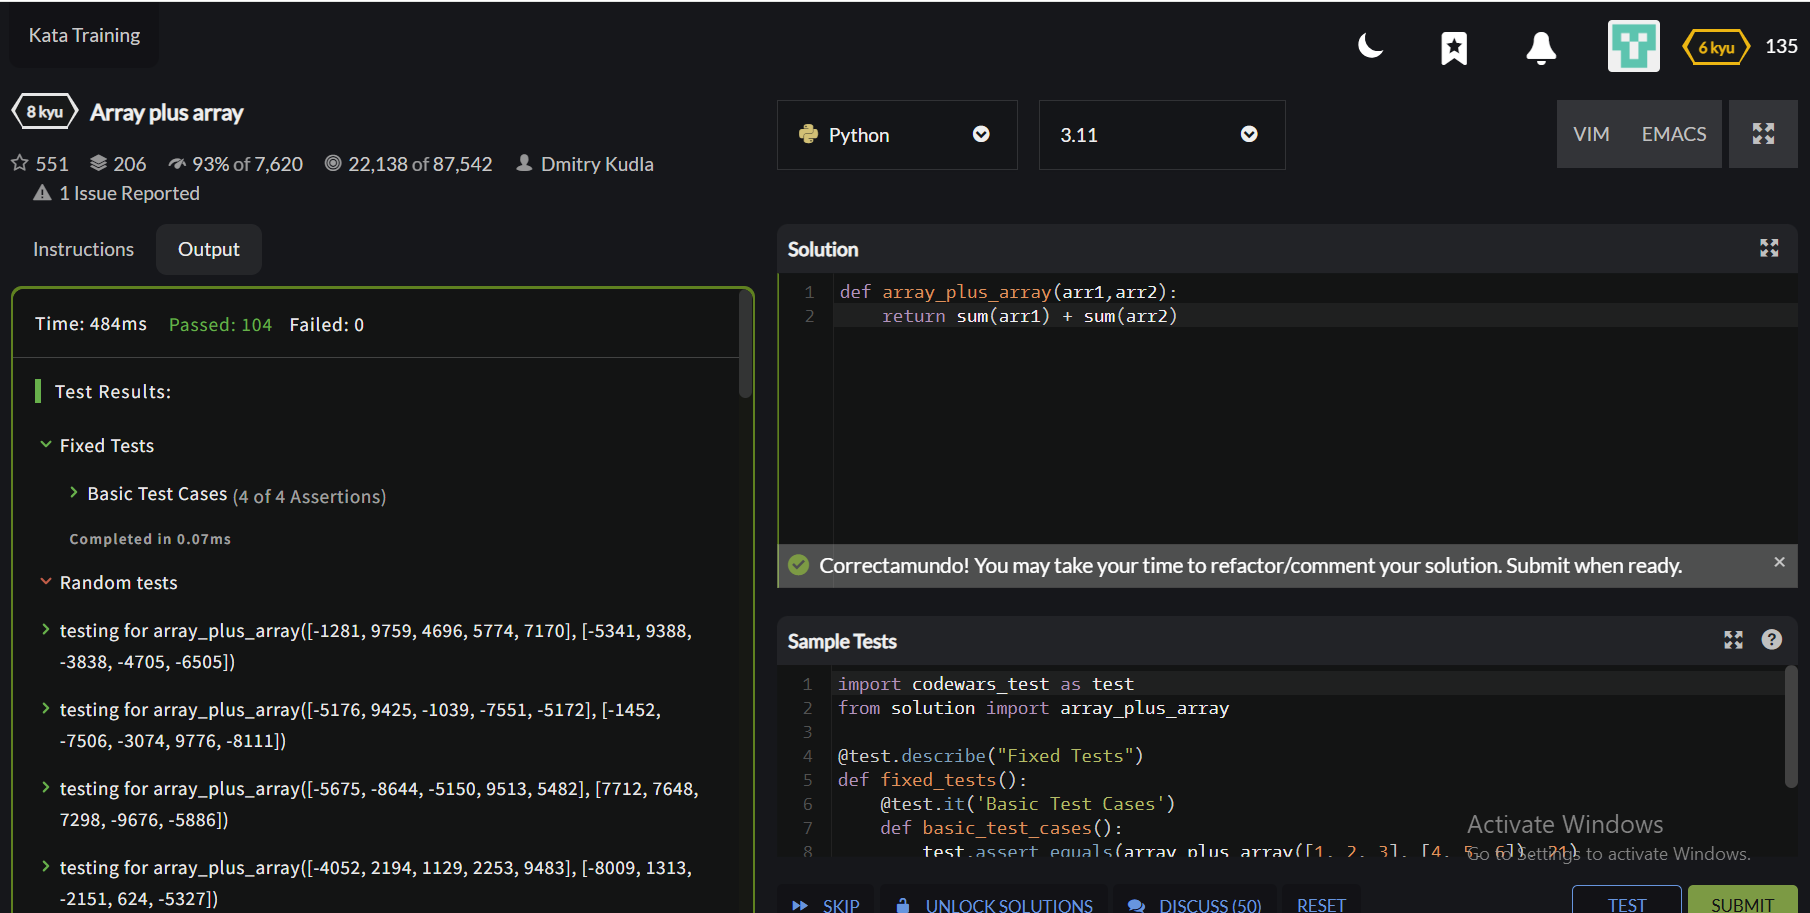 Kata Training
6 kyu
135
8 kyu
Array plus array
551 206 93% of 7,620 22,138 of 87,542 Dmitry Kudla
1 Issue Reported
Python
3.11
VIM EMACS
Instructions
Output
Time: 484ms Passed: 104 Failed: 0
Test Results:
Fixed Tests
Basic Test Cases (4 of 4 Assertions)
Completed in 0.07ms
Random tests
testing for array_plus_array([-1281, 9759, 4696, 5774, 7170], [-5341, 9388,
-3838, -4705, -6505])
testing for array_plus_array([-5176, 9425, -1039, -7551, -5172], [-1452,
-7506, -3074, 9776, -8111])
testing for array_plus_array([-5675, -8644, -5150, 9513, 5482], [7712, 7648,
7298, -9676, -5886])
testing for array_plus_array([-4052, 2194, 1129, 2253, 9483], [-8009, 1313,
-2151, 624, -5327])
Solution
1 def array_plus_array(arr1,arr2):
2     return sum(arr1) + sum(arr2)
Correctamundo! You may take your time to refactor/comment your solution. Submit when ready.
Sample Tests
1 import codewars_test as test
2 from solution import array_plus_array
3
4 @test.describe("Fixed Tests")
5 def fixed_tests():
6     @test.it('Basic Test Cases')
7     def basic_test_cases():
8         test.assert_equals(array_plus_array([1, 2, 3], [4, 5, 6]), 21)
Activate Windows
Go to Settings to activate Windows.
SKIP
UNLOCK SOLUTIONS
DISCUSS (50)
RESET
TEST
SUBMIT